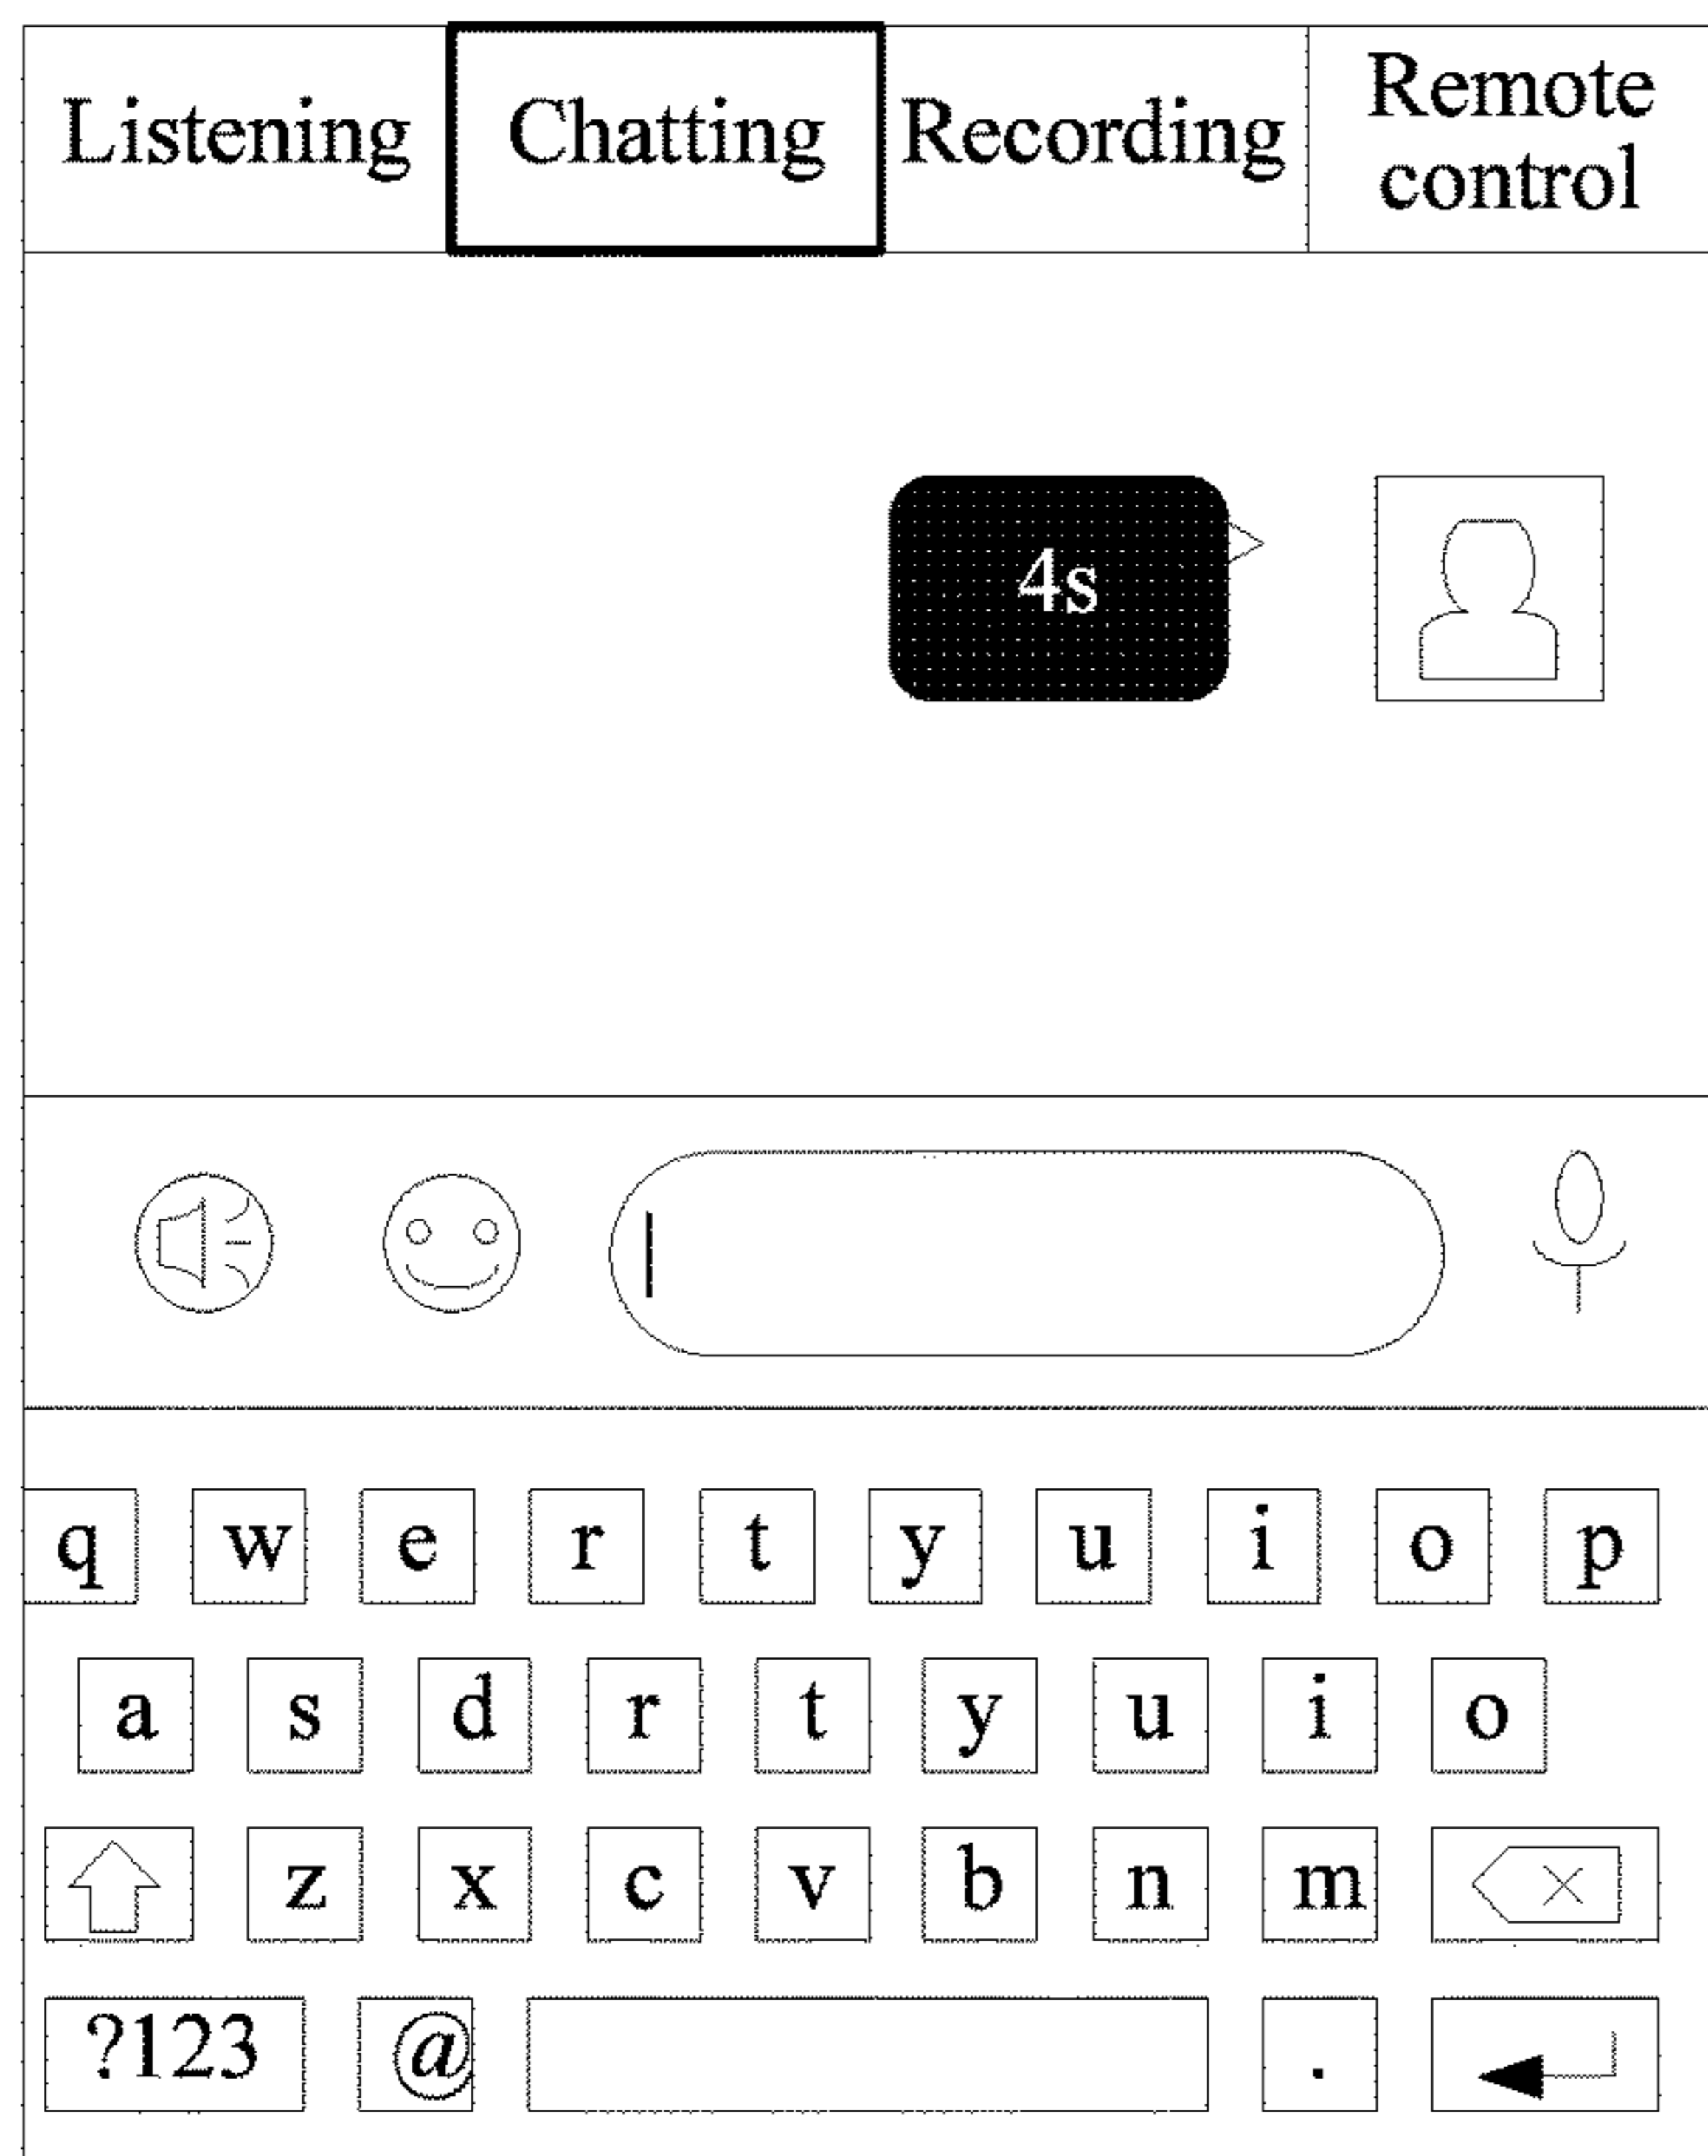 Listening Chatting Recording Remote control
4s
q w e r t y u i o p
a s d r t y u i o
z x c v b n m
?123 @ .